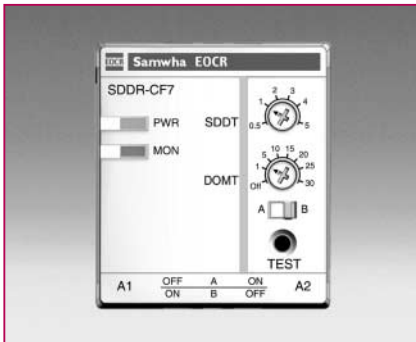 EOCR Samwha EOCR
SDDR-CF7
PWR
MON
SDDT
0.5 1 2 3 4 5
DOMT
Off 1 5 10 15 20 25 30
A B
TEST
A1 OFF A ON A2
ON B OFF